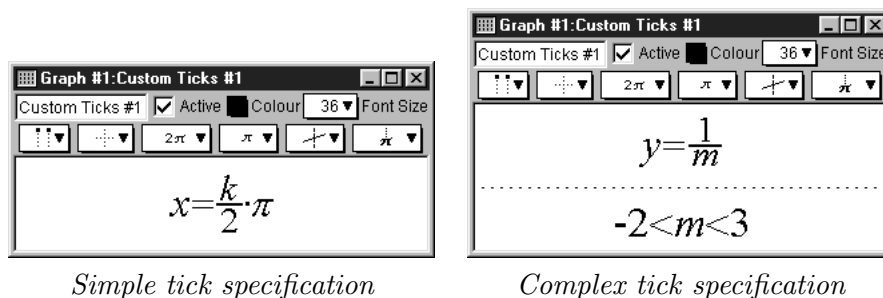 Graph #1:Custom Ticks #1
Custom Ticks #1 Active Colour 36 Font Size
2π π π
x=k/2·π
Simple tick specification
Graph #1:Custom Ticks #1
Custom Ticks #1 Active Colour 36 Font Size
2π π π
y=1/m
-2<m<3
Complex tick specification